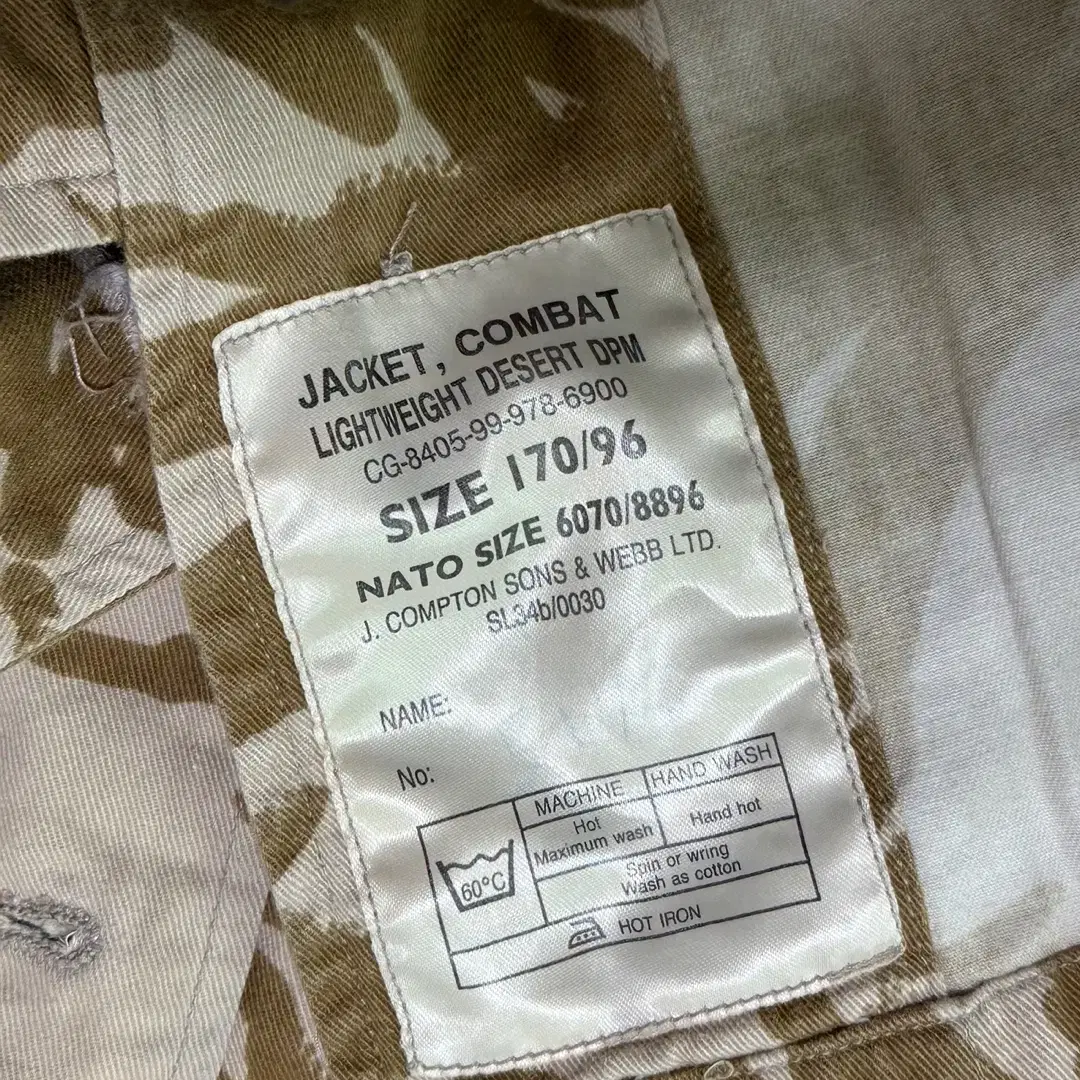 JACKET, COMBAT
LIGHTWEIGHT DESERT DPM
CG-8405-99-978-6900
SIZE 170/96
NATO SIZE 6070/8896
J. COMPTON SONS & WEBB LTD.
SL34b/0030
NAME:
No:
MACHINE HAND WASH
Hot
Maximum wash
Hand hot
60°C
Spin or wring
Wash as cotton
HOT IRON